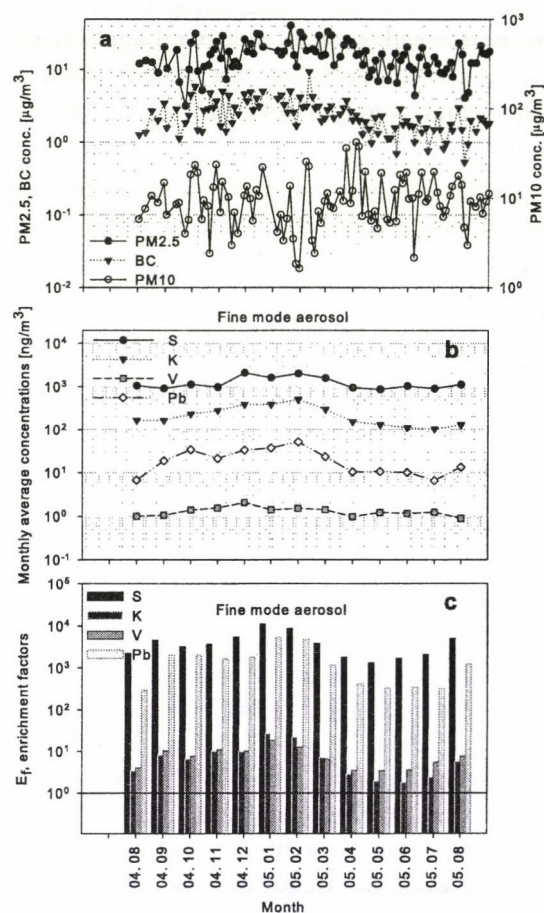 a
PM2.5, BC conc. [µg/m³]
10¹
10⁰
10⁻¹
10⁻²
PM2.5
BC
PM10
10³
10²
10¹
10⁰
PM10 conc. [µg/m³]
Fine mode aerosol
b
Monthly average concentrations [ng/m³]
10⁴
10³
10²
10¹
10⁰
10⁻¹
S
K
V
Pb
c
Fine mode aerosol
E_f, enrichment factors
10⁶
10⁴
10³
10²
10¹
10⁰
S
K
V
Pb
04. 08
04. 09
04. 10
04. 11
04. 12
05. 01
05. 02
05. 03
05. 04
05. 05
05. 06
05. 07
05. 08
Month